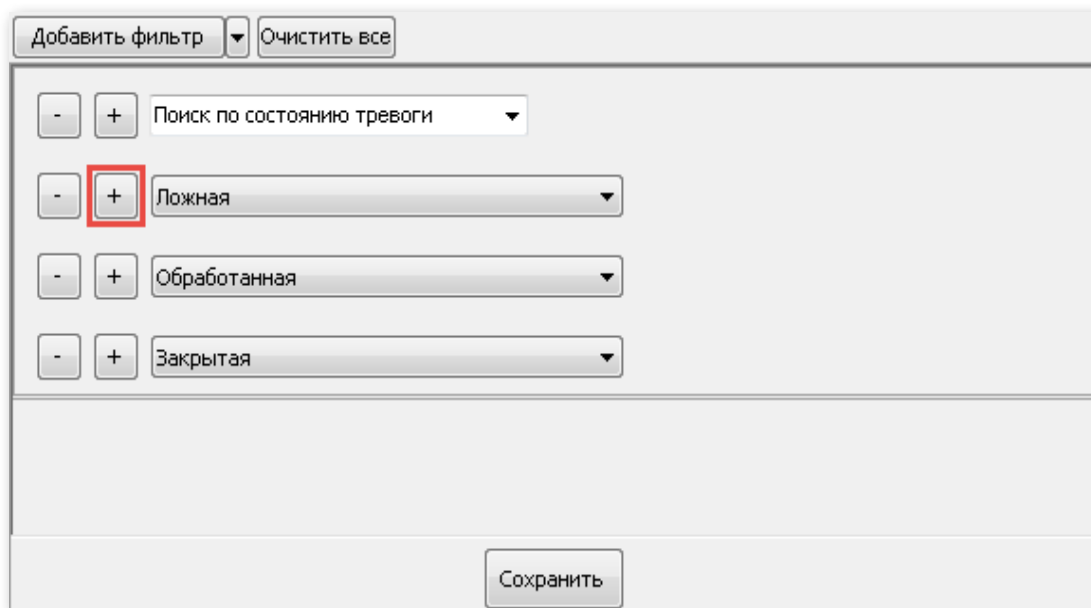 Добавить фильтр Очистить все
- + Поиск по состоянию тревоги
- + Ложная
- + Обработанная
- + Закрытая
Сохранить